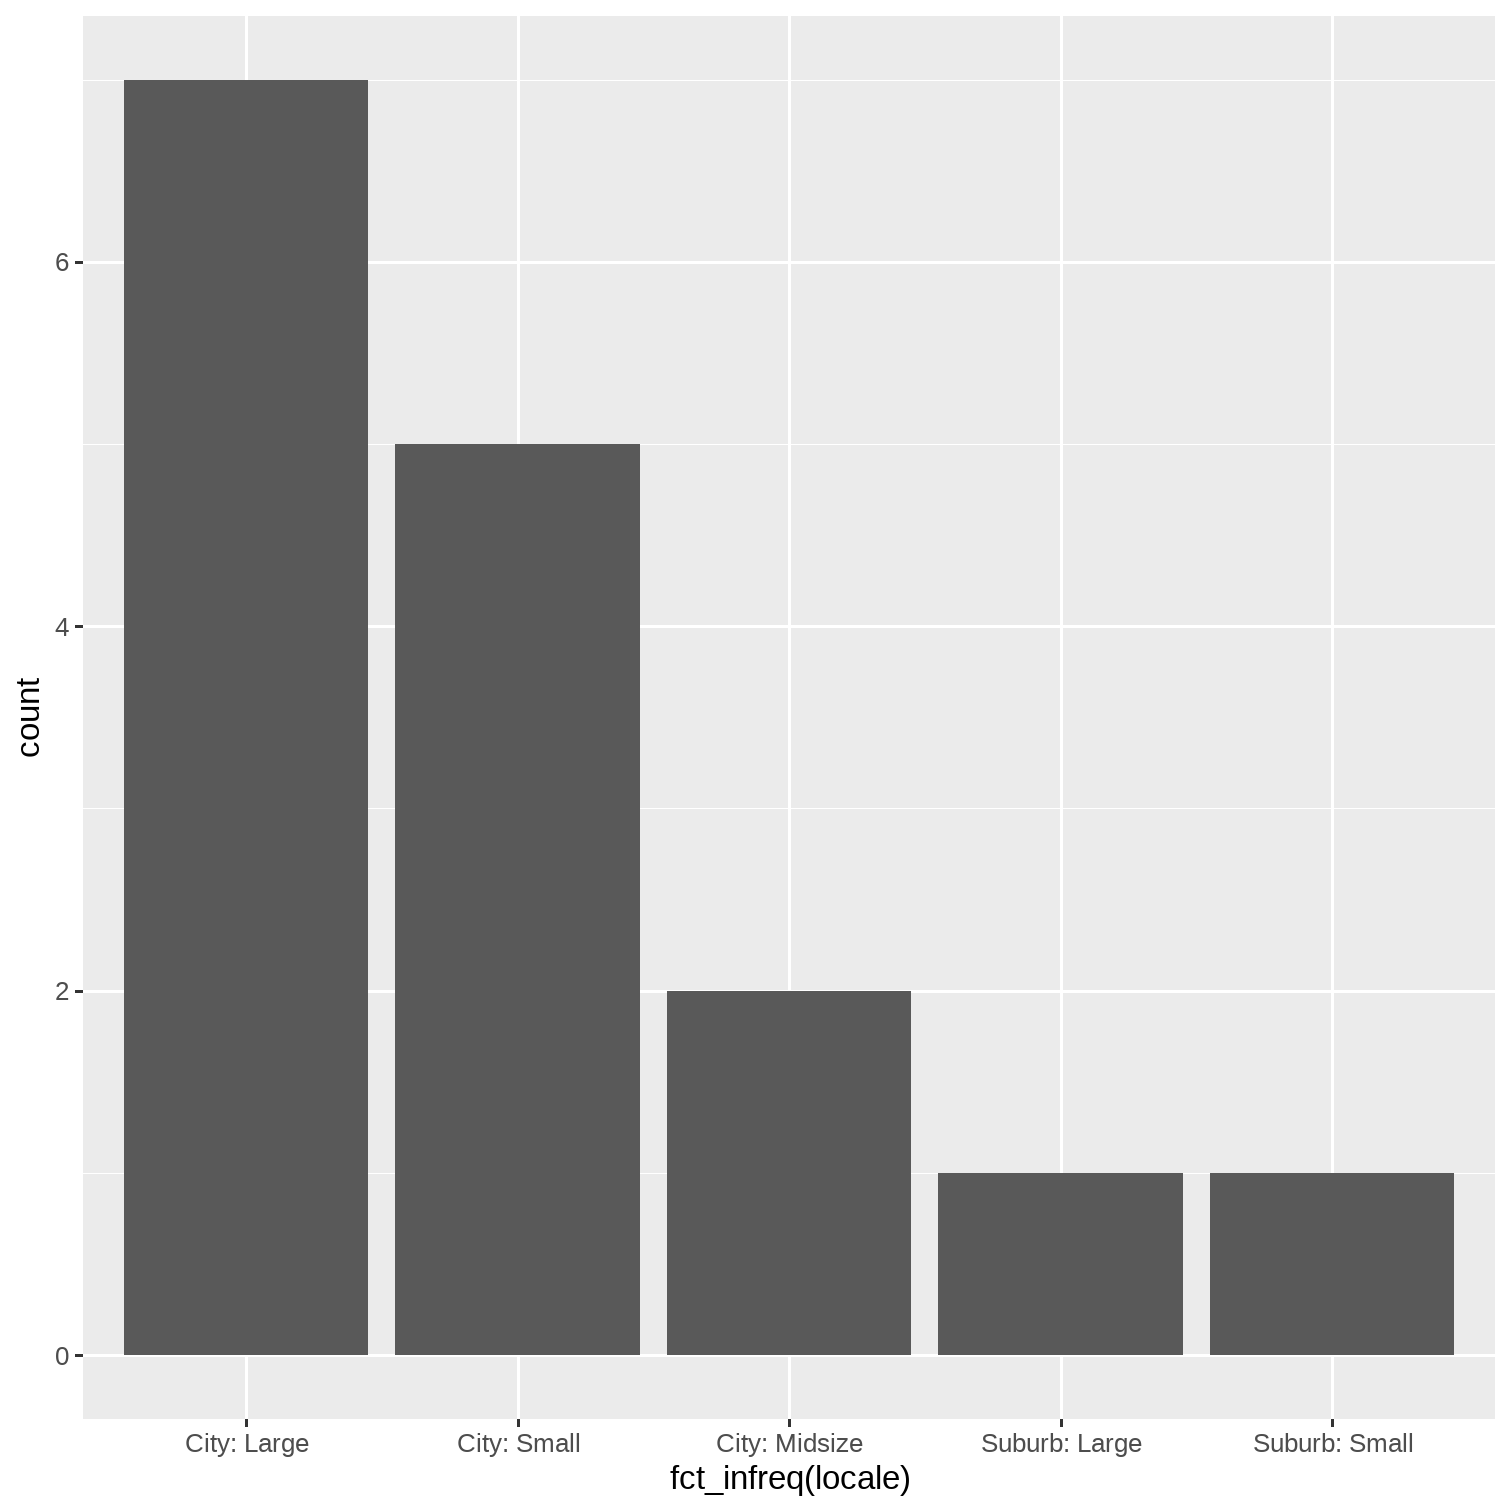 count
6
4
2
0
City: Large
City: Small
City: Midsize
Suburb: Large
Suburb: Small
fct_infreq(locale)